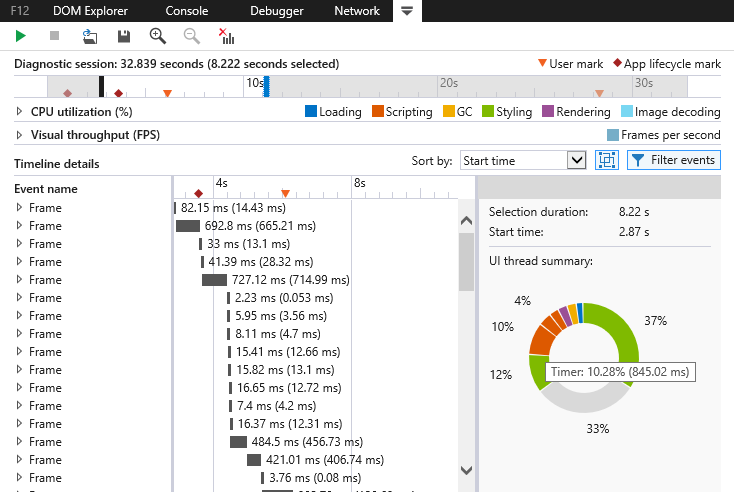 F12 DOM Explorer Console Debugger Network
Diagnostic session: 32.839 seconds (8.222 seconds selected) User mark App lifecycle mark
10s 20s 30s
CPU utilization (%) Loading Scripting GC Styling Rendering Image decoding
Visual throughput (FPS) Frames per second
Timeline details Sort by: Start time Filter events
Event name 4s 8s
Frame 82.15 ms (14.43 ms)
Frame 692.8 ms (665.21 ms)
Frame 33 ms (13.1 ms)
Frame 41.39 ms (28.32 ms)
Frame 727.12 ms (714.99 ms)
Frame 2.23 ms (0.053 ms)
Frame 5.95 ms (3.56 ms)
Frame 8.11 ms (4.7 ms)
Frame 15.41 ms (12.66 ms)
Frame 15.82 ms (13.1 ms)
Frame 16.65 ms (12.72 ms)
Frame 7.4 ms (4.2 ms)
Frame 16.37 ms (12.31 ms)
Frame 484.5 ms (456.73 ms)
Frame 421.01 ms (406.74 ms)
Frame 3.76 ms (0.08 ms)
Frame
Selection duration: 8.22 s
Start time: 2.87 s
UI thread summary:
4%
37%
10%
Timer: 10.28% (845.02 ms)
12%
33%